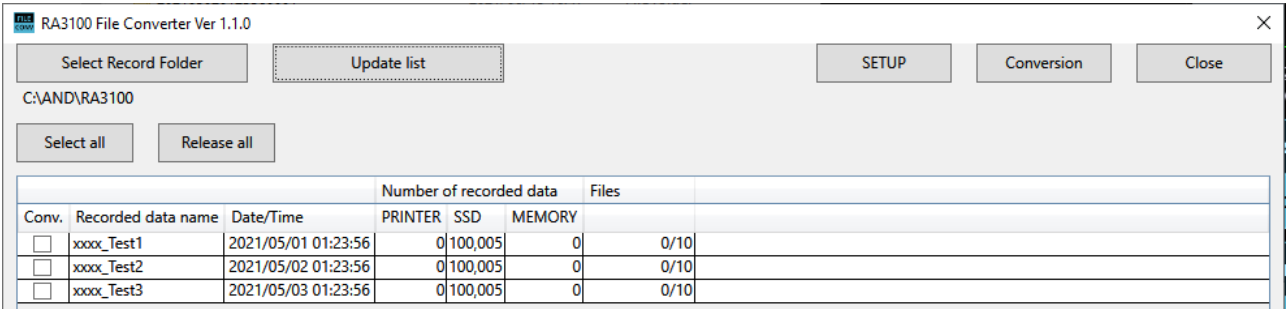 FILE CONV RA3100 File Converter Ver 1.1.0
Select Record Folder Update list SETUP Conversion Close
C:\AND\RA3100
Select all Release all
Number of recorded data Files
Conv. Recorded data name Date/Time PRINTER SSD MEMORY
xxxx_Test1 2021/05/01 01:23:56 0 100,005 0 0/10
xxxx_Test2 2021/05/02 01:23:56 0 100,005 0 0/10
xxxx_Test3 2021/05/03 01:23:56 0 100,005 0 0/10